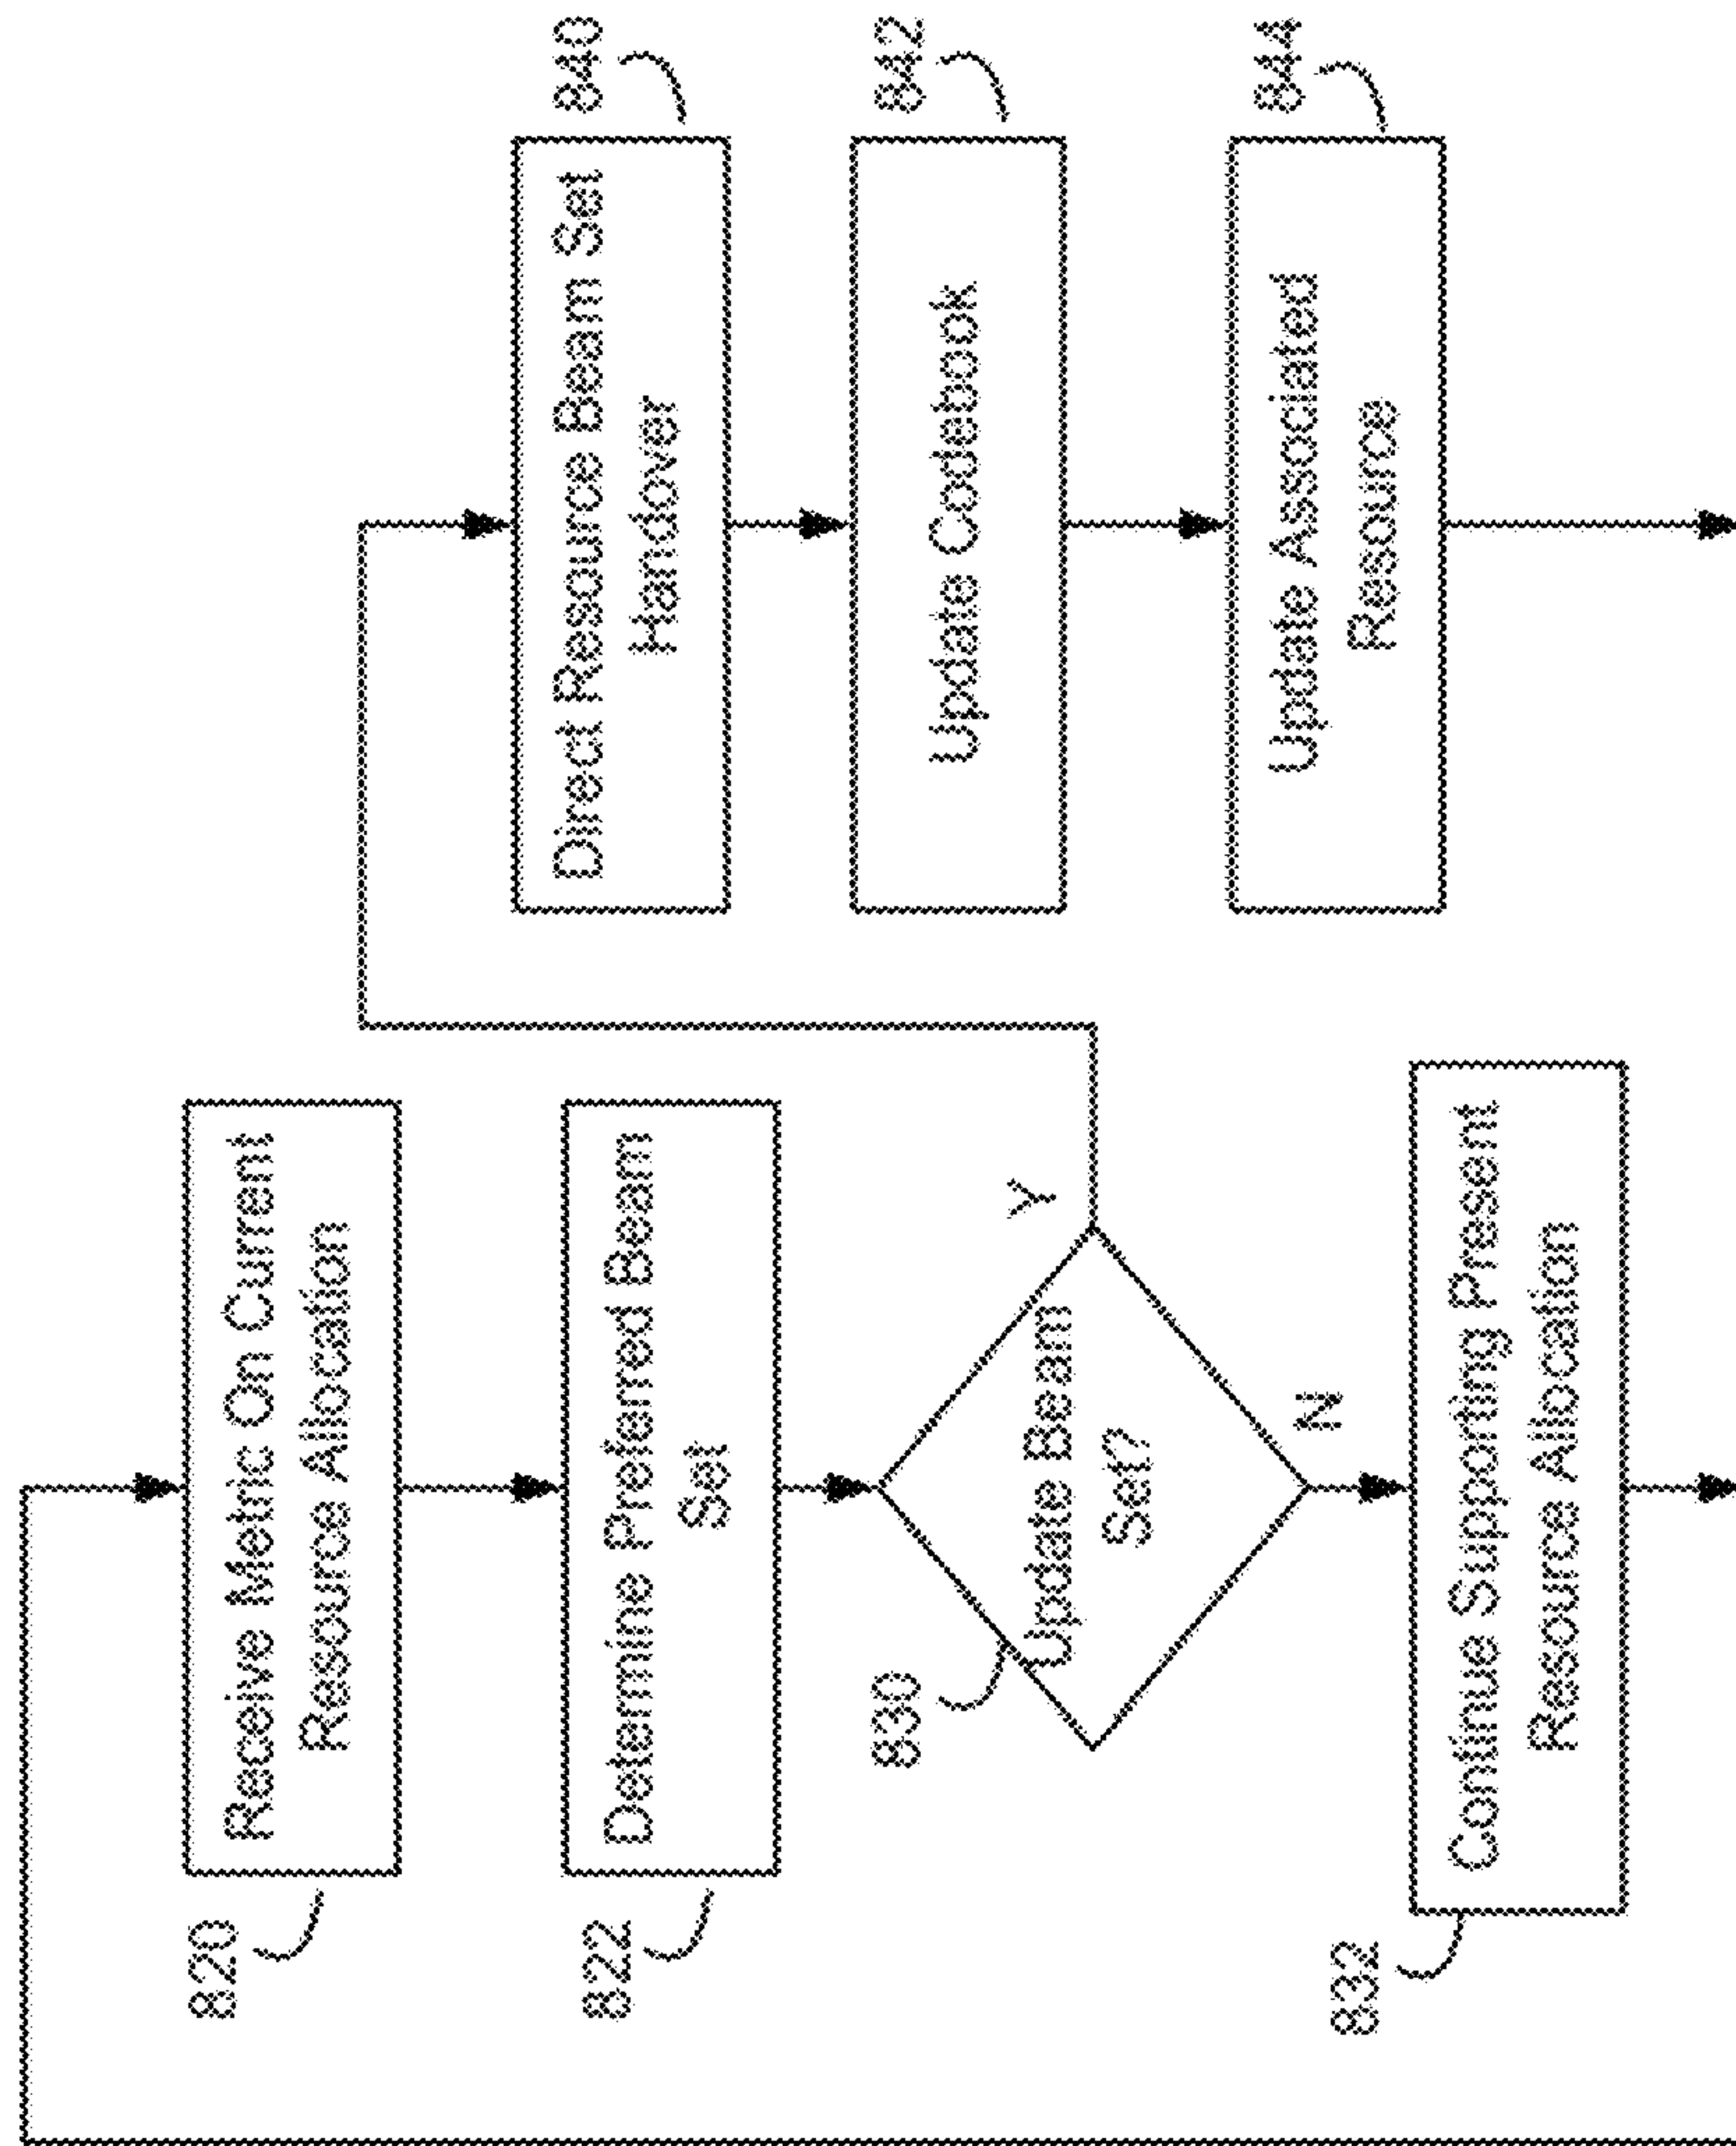 820
Receive Metric On Current
Resource Allocation
822
Determine Preferred Beam
Set
830
Update Beam
Set?
Y
N
832
Continue Supporting Present
Resource Allocation
840
Direct Resource Beam Set
Handover
842
Update Codebook
844
Update Associated
Resource